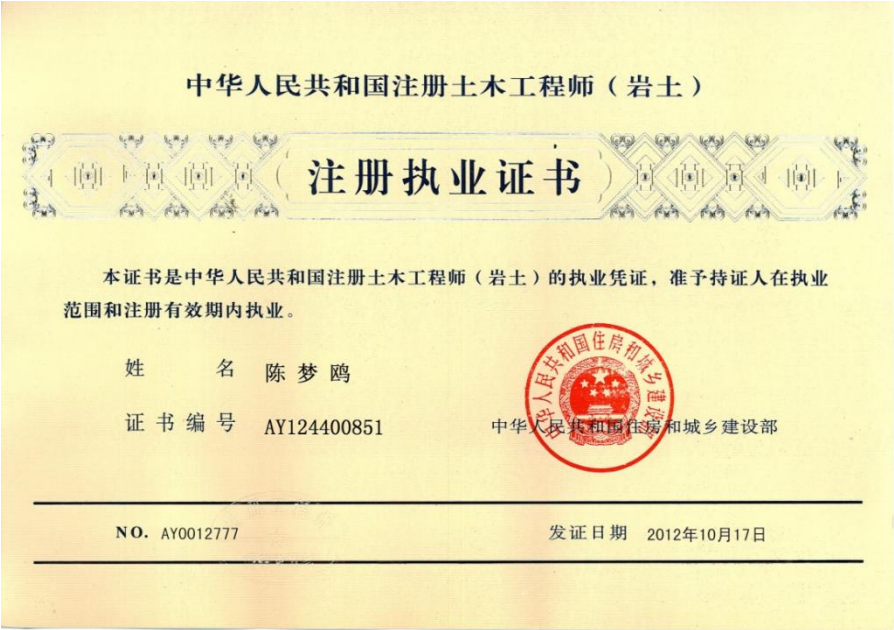 中华人民共和国注册土木工程师（岩土）
注册执业证书
本证书是中华人民共和国注册土木工程师（岩土）的执业凭证，准予持证人在执业
范围和注册有效期内执业。
姓 名 陈梦鸥
证书编号 AY124400851
中华人民共和国住房和城乡建设部
中华人民共和国住房和城乡建设部
NO. AY0012777
发证日期 2012年10月17日